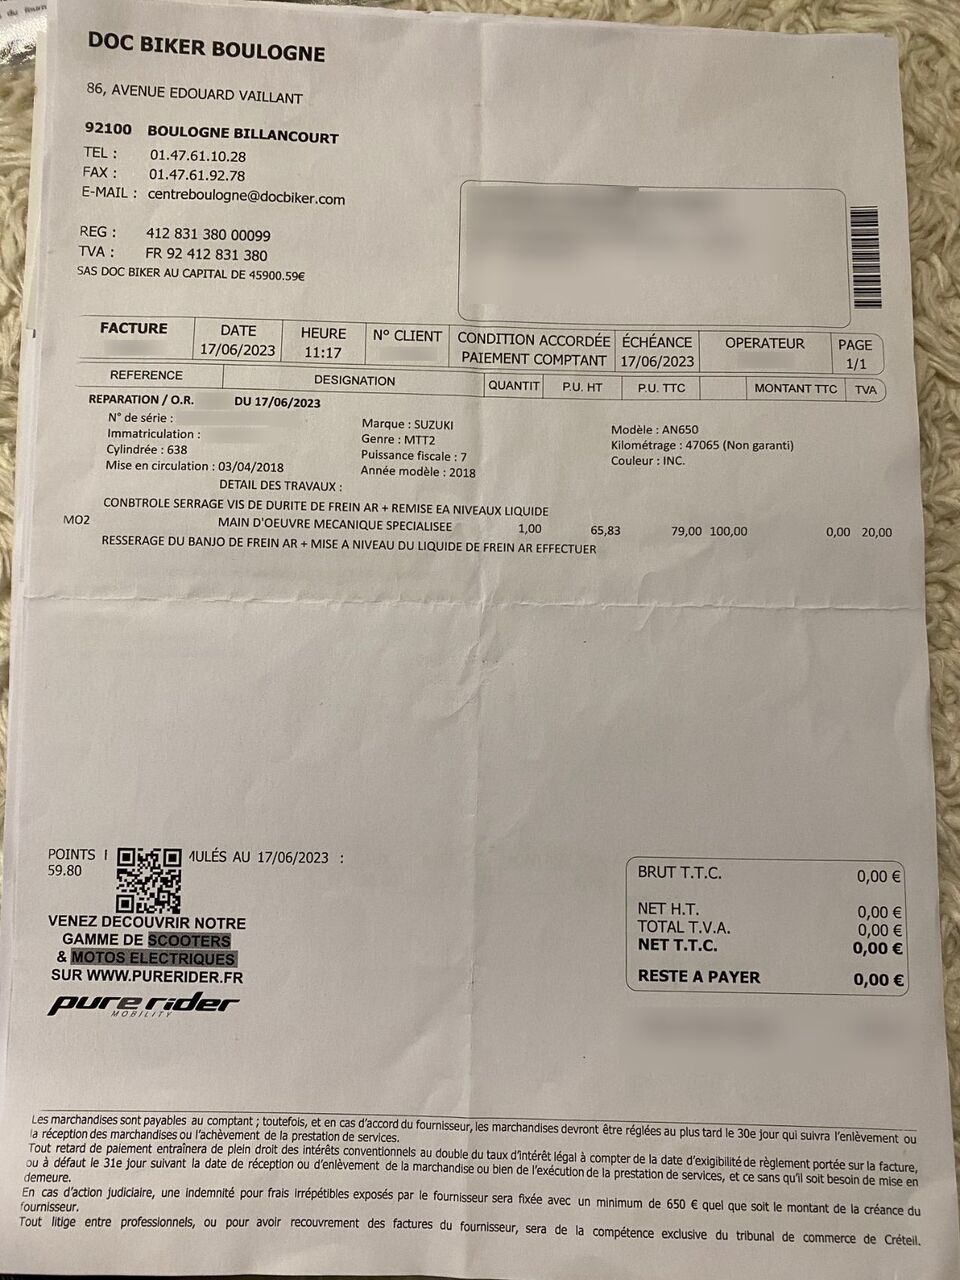 du fourn
DOC BIKER BOULOGNE
86, AVENUE EDOUARD VAILLANT
92100 BOULOGNE BILLANCOURT
TEL : 01.47.61.10.28
FAX : 01.47.61.92.78
E-MAIL : centreboulogne@docbiker.com
REG : 412 831 380 00099
TVA : FR 92 412 831 380
SAS DOC BIKER AU CAPITAL DE 45900.59€
FACTURE DATE HEURE N° CLIENT CONDITION ACCORDÉE ÉCHÉANCE OPERATEUR PAGE
17/06/2023 11:17 PAIEMENT COMPTANT 17/06/2023 1/1
REFERENCE DESIGNATION QUANTIT P.U. HT P.U. TTC MONTANT TTC TVA
REPARATION / O.R. DU 17/06/2023
N° de série : Marque : SUZUKI Modèle : AN650
Immatriculation : Genre : MTT2 Kilométrage : 47065 (Non garanti)
Cylindrée : 638 Puissance fiscale : 7 Couleur : INC.
Mise en circulation : 03/04/2018 Année modèle : 2018
DETAIL DES TRAVAUX :
CONBTROLE SERRAGE VIS DE DURITE DE FREIN AR + REMISE EA NIVEAUX LIQUIDE
MO2 MAIN D'OEUVRE MECANIQUE SPECIALISEE 1,00 65,83 79,00 100,00 0,00 20,00
RESSERAGE DU BANJO DE FREIN AR + MISE A NIVEAU DU LIQUIDE DE FREIN AR EFFECTUER
POINTS MULÉS AU 17/06/2023 :
59.80
VENEZ DECOUVRIR NOTRE
GAMME DE SCOOTERS
& MOTOS ELECTRIQUES
SUR WWW.PURERIDER.FR
pure rider
MOBILITY
BRUT T.T.C. 0,00 €
NET H.T. 0,00 €
TOTAL T.V.A. 0,00 €
NET T.T.C. 0,00 €
RESTE A PAYER 0,00 €
Les marchandises sont payables au comptant ; toutefois, et en cas d'accord du fournisseur, les marchandises devront être réglées au plus tard le 30e jour qui suivra l'enlèvement ou
la réception des marchandises ou l'achèvement de la prestation de services.
Tout retard de paiement entraînera de plein droit des intérêts conventionnels au double du taux d'intérêt légal à compter de la date d'exigibilité de règlement portée sur la facture,
ou à défaut le 31e jour suivant la date de réception ou d'enlèvement de la marchandise ou bien de l'exécution de la prestation de services, et ce sans qu'il soit besoin de mise en
demeure.
En cas d'action judiciaire, une indemnité pour frais irrépétibles exposés par le fournisseur sera fixée avec un minimum de 650 € quel que soit le montant de la créance du
fournisseur.
Tout litige entre professionnels, ou pour avoir recouvrement des factures du fournisseur, sera de la compétence exclusive du tribunal de commerce de Créteil.